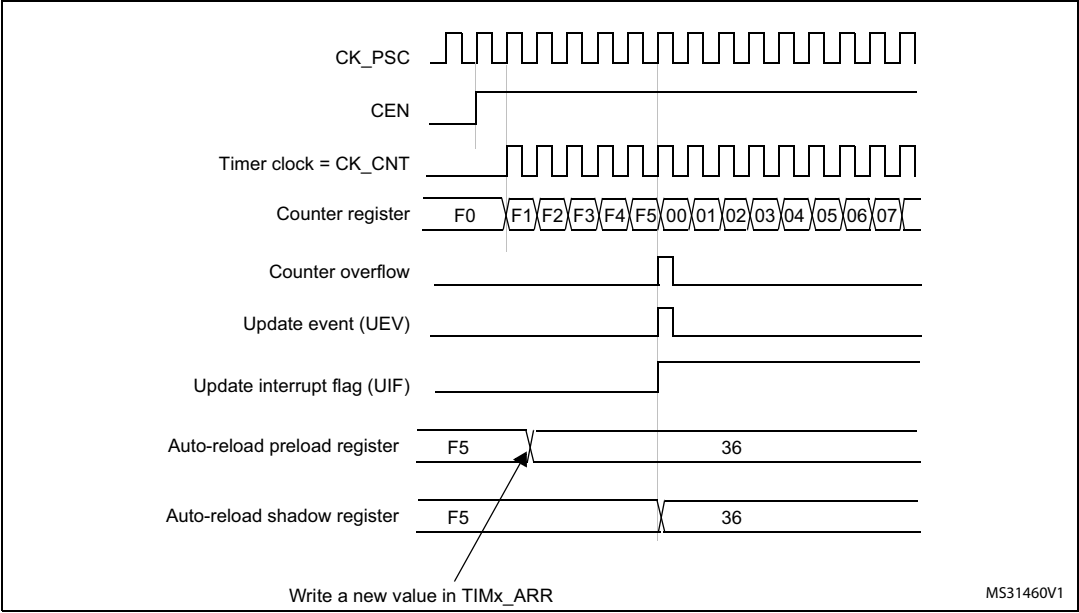 CK_PSC
CEN
Timer clock = CK_CNT
Counter register F0 F1 F2 F3 F4 F5 00 01 02 03 04 05 06 07
Counter overflow
Update event (UEV)
Update interrupt flag (UIF)
Auto-reload preload register F5 36
Auto-reload shadow register F5 36
Write a new value in TIMx_ARR
MS31460V1